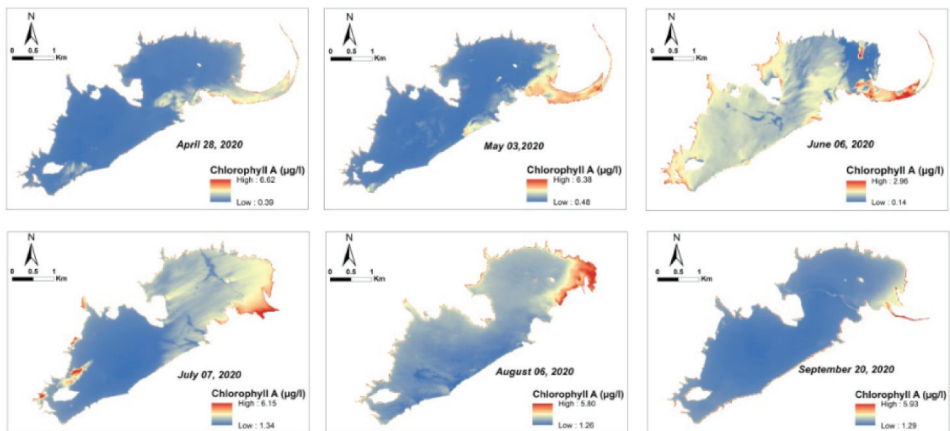 N
0 0.5 1
Km
April 28, 2020
Chlorophyll A (µg/l)
High : 6.62
Low : 0.39
N
0 0.5 1
Km
May 03,2020
Chlorophyll A (µg/l)
High : 6.38
Low : 0.48
N
0 0.5 1
Km
June 06, 2020
Chlorophyll A (µg/l)
High : 2.96
Low : 0.14
N
0 0.5 1
Km
July 07, 2020
Chlorophyll A (µg/l)
High : 6.15
Low : 1.34
N
0 0.5 1
Km
August 06, 2020
Chlorophyll A (µg/l)
High : 5.80
Low : 1.26
N
0 0.5 1
Km
September 20, 2020
Chlorophyll A (µg/l)
High : 5.93
Low : 1.29